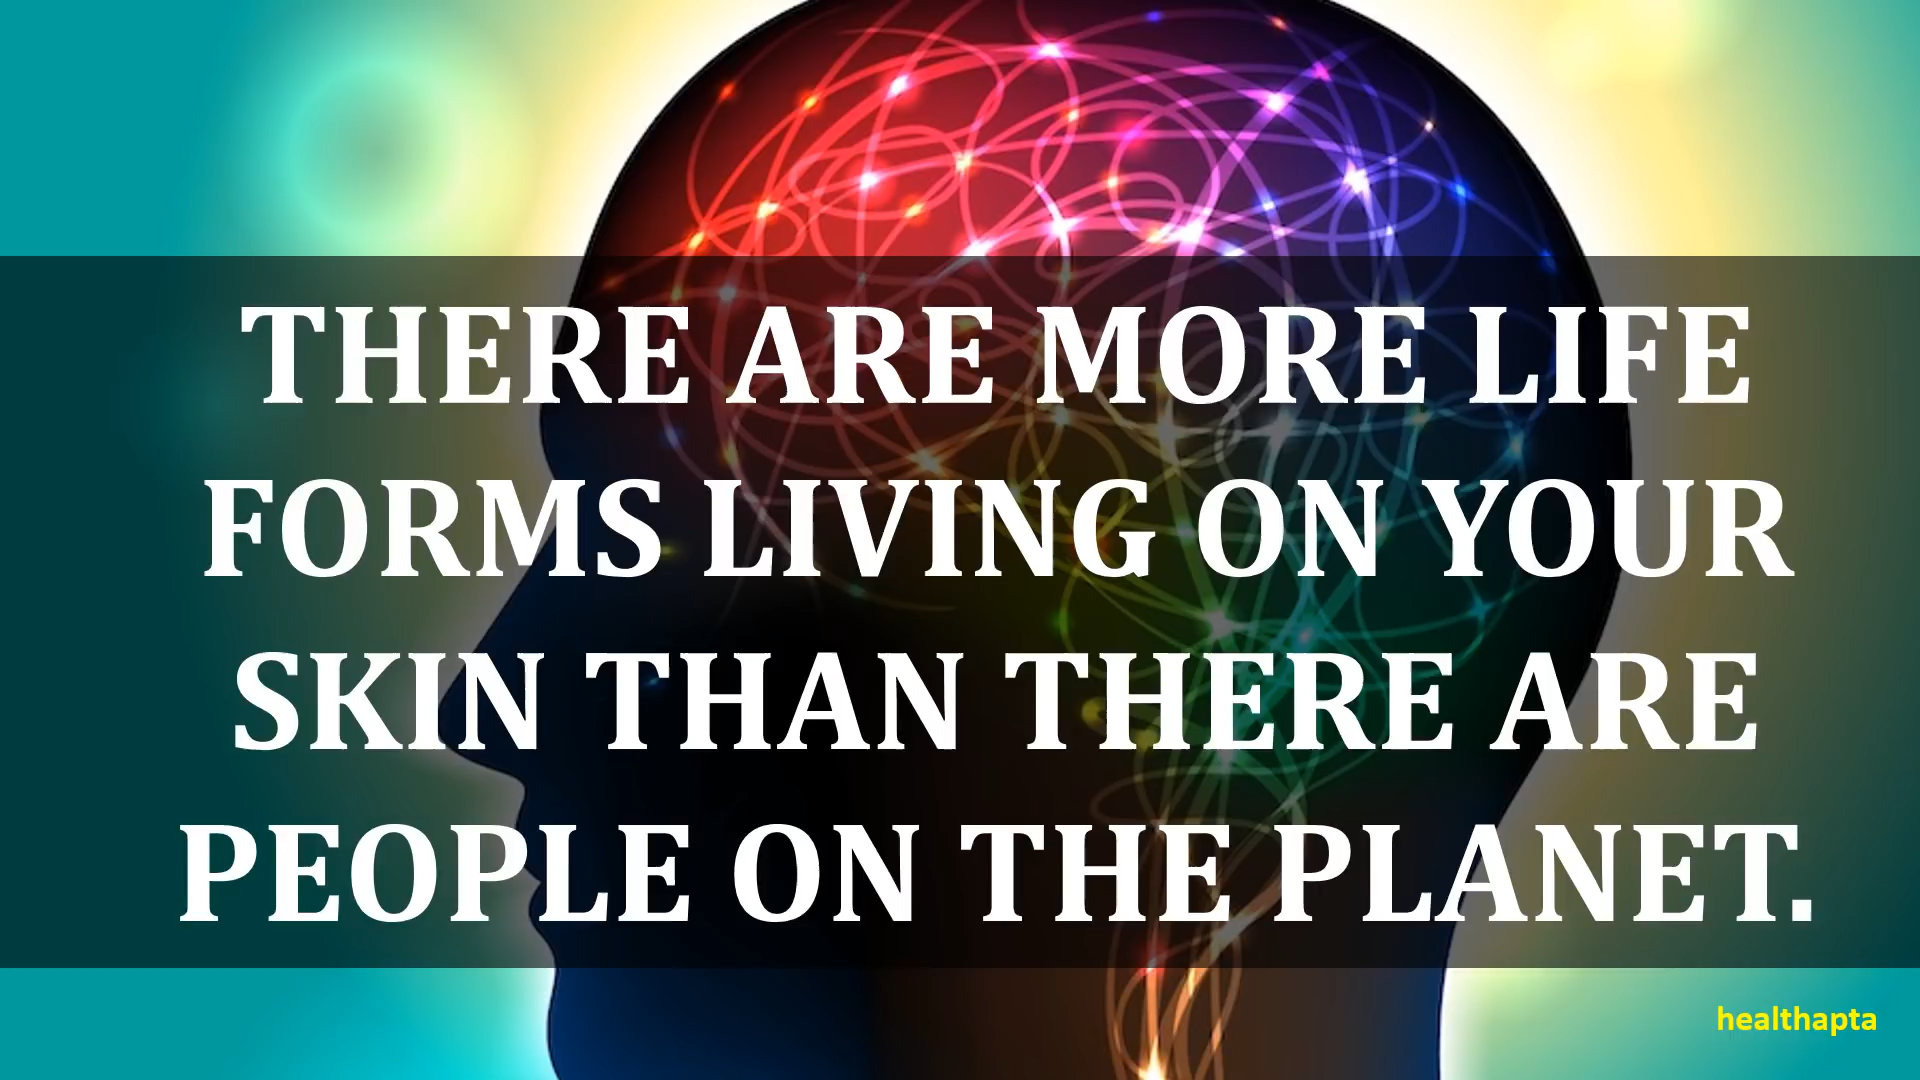 THERE ARE MORE LIFE
FORMS LIVING ON YOUR
SKIN THAN THERE ARE
PEOPLE ON THE PLANET.
healthapta